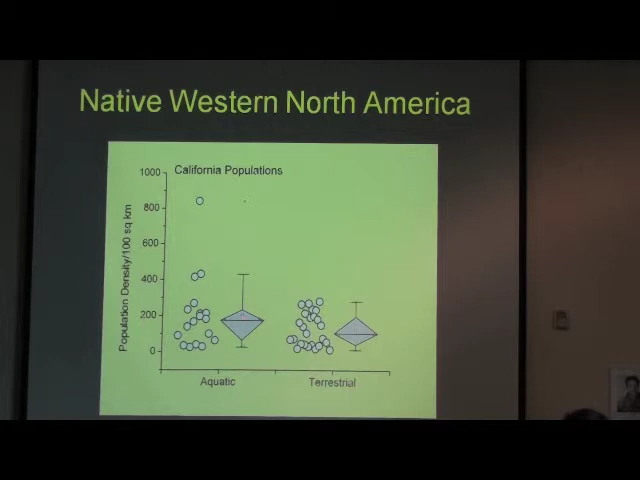 Native Western North America
California Populations
Population Density/100 sq km
1000
800
600
400
200
0
Aquatic
Terrestrial